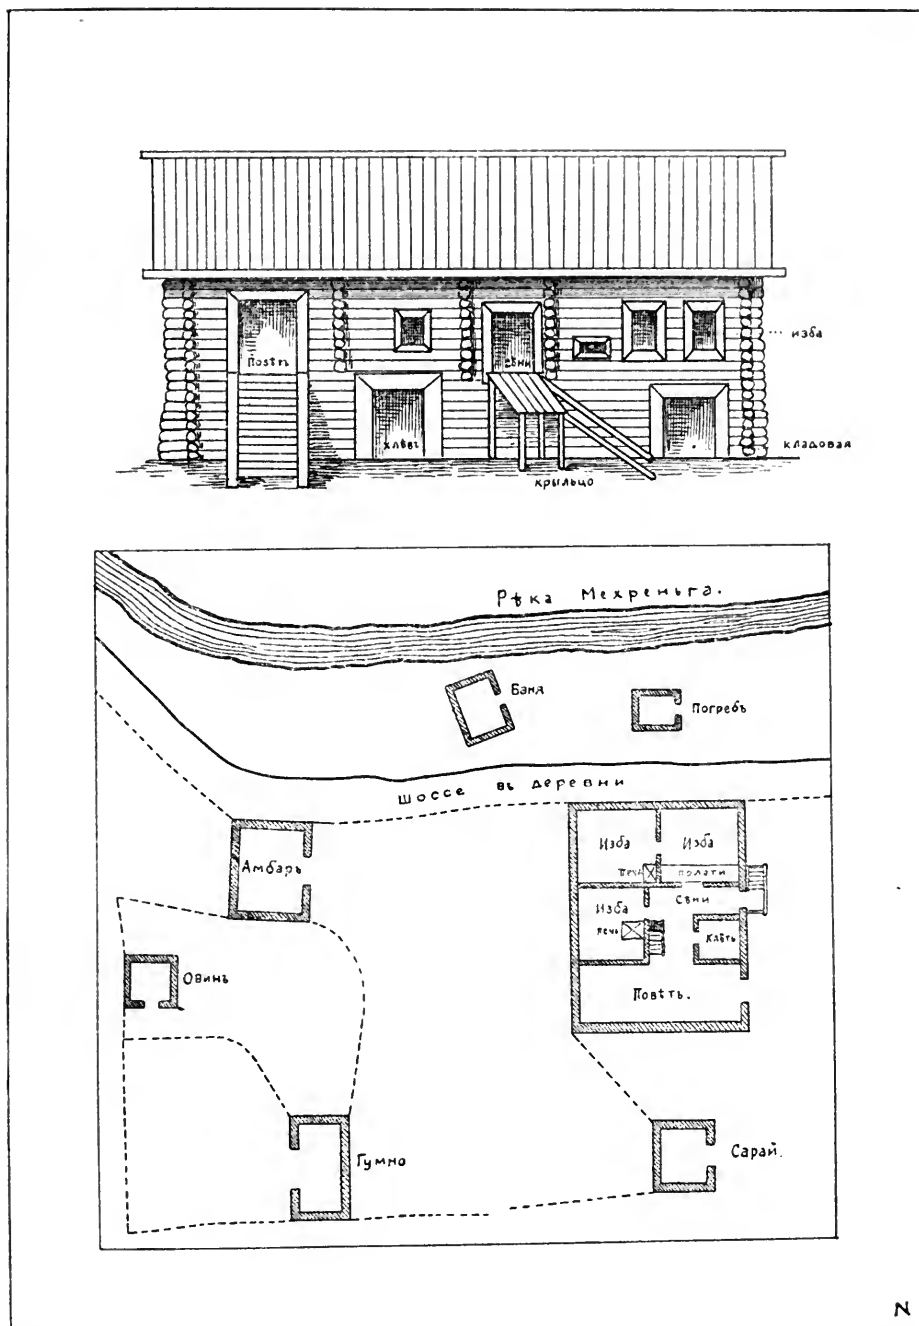 Повѣть
изба
сѣни
хлѣвъ
кладовая
крыльцо
Рѣка Мехреньга.
Баня
Погребъ
Шоссе въ деревни
Амбаръ
Изба
Изба
Печь
полати
Сѣни
Изба
печь
клѣть
Овинъ
Повѣть.
Гумно
Сарай.
N